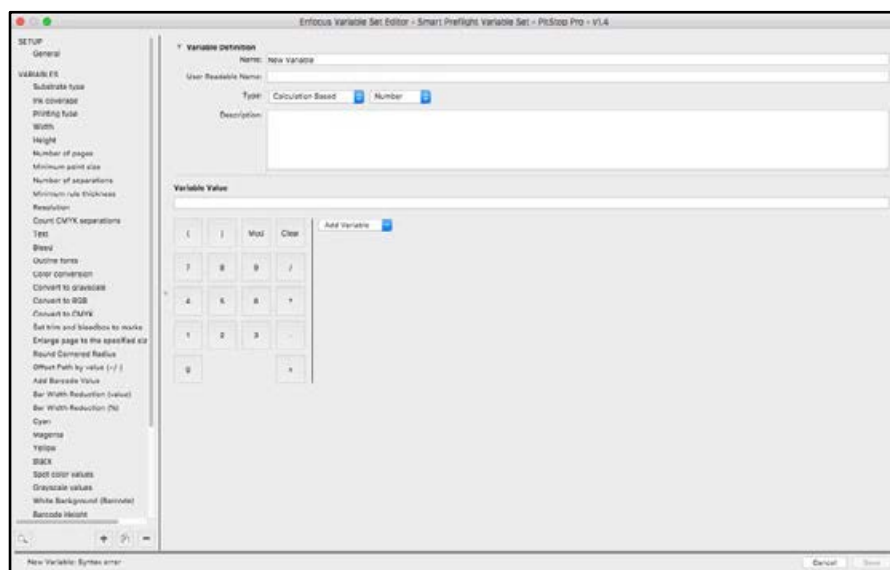 Enfocus Variable Set Editor - Smart Preflight Variable Set - PitStop Pro - v1.4
SETUP
General
VARIABLES
Substrate type
Ink coverage
Printing type
Width
Height
Number of pages
Minimum point size
Number of separations
Minimum rule thickness
Resolution
Count CMYK separations
Text
Bleed
Outline fonts
Color conversion
Convert to grayscale
Convert to RGB
Convert to CMYK
Set trim and bleedbox to marks
Enlarge page to the specified siz
Round Cornered Radius
Offset Path by value (+/-)
Add Barcode Value
Bar Width Reduction (value)
Bar Width Reduction (%)
Cyan
Magenta
Yellow
Black
Spot color values
Grayscale values
White Background (Barcode)
Barcode Height
Variable Definition
Name: New Variable
User Readable Name:
Type: Calculation Based Number
Description:
Variable Value
( ) Mod Clear
Add Variable
7 8 9 /
4 5 6 *
1 2 3 -
0 +
New Variable: Syntax error
Cancel Save